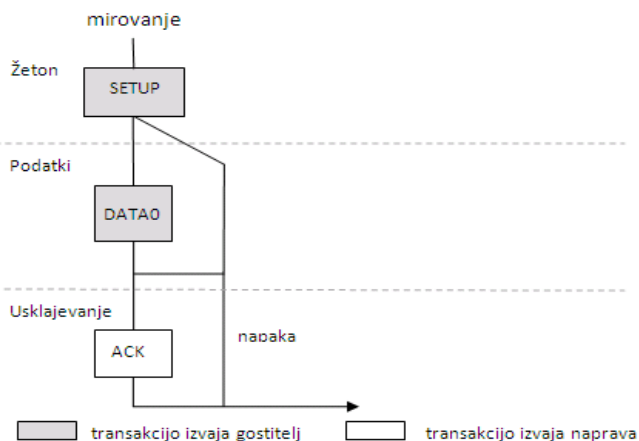 mirovanje
Žeton
SETUP
Podatki
DATA0
Usklajevanje
ACK
napaka
transakcijo izvaja gostitelj
transakcijo izvaja naprava